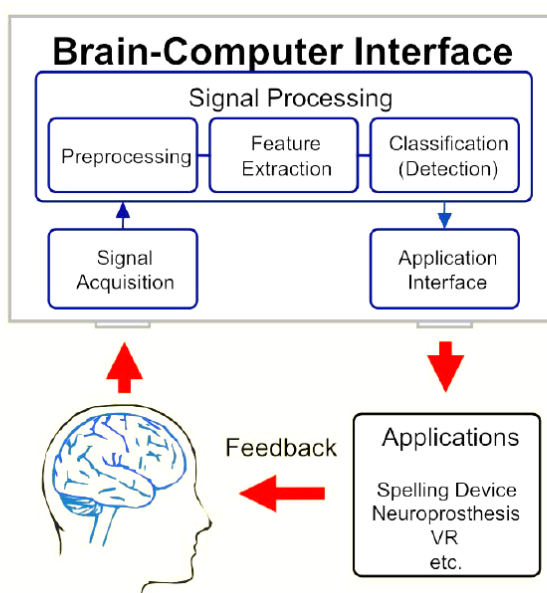 Brain-Computer Interface
Signal Processing
Preprocessing
Feature
Extraction
Classification
(Detection)
Signal
Acquisition
Application
Interface
Feedback
Applications
Spelling Device
Neuroprosthesis
VR
etc.